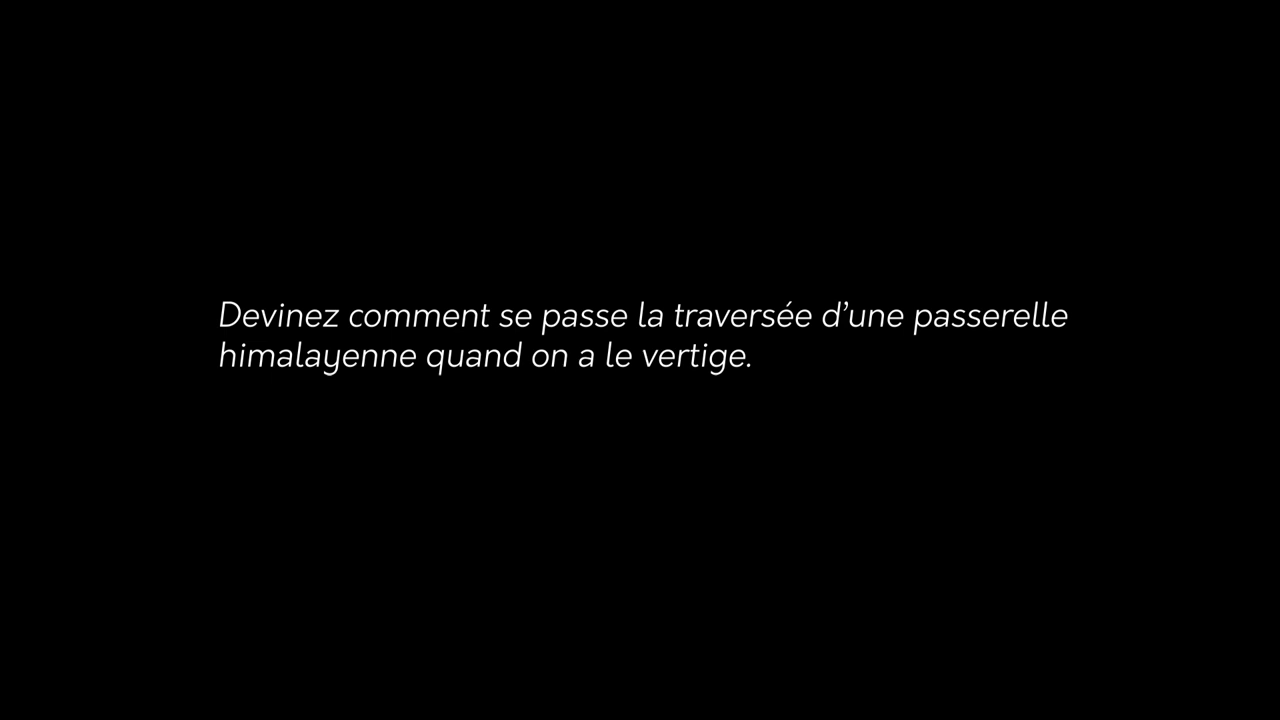 Devinez comment se passe la traversée d’une passerelle
himalayenne quand on a le vertige.